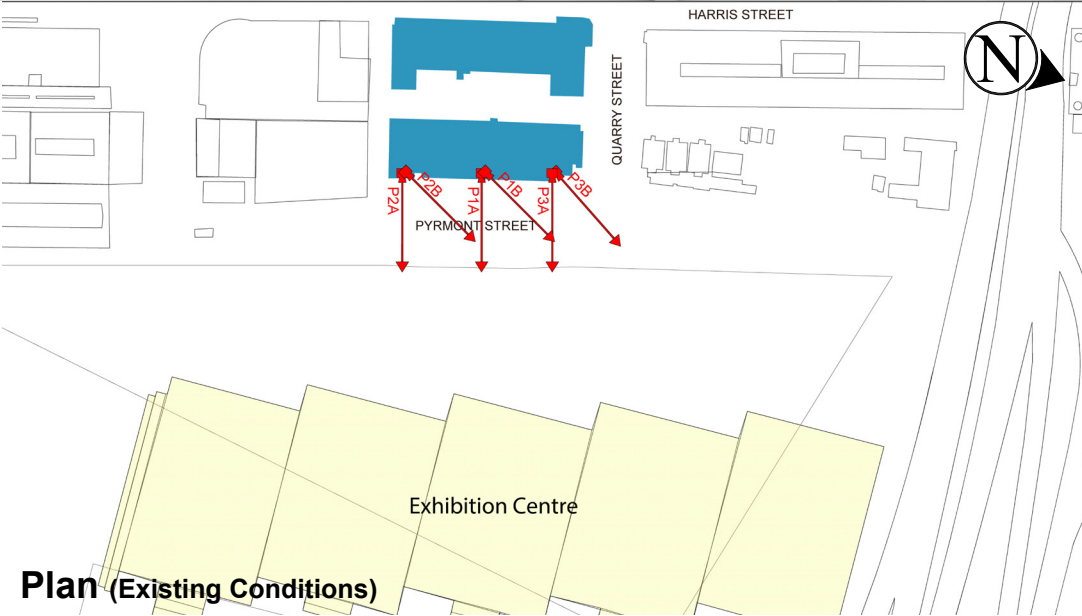 HARRIS STREET
N
QUARRY STREET
P2A
P2B
P1A
P1B
P3A
P3B
PYRMONT STREET
Exhibition Centre
Plan (Existing Conditions)